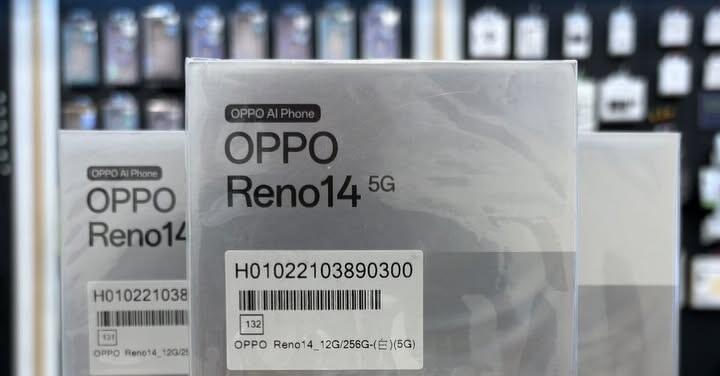 OPPO AI Phone
OPPO
Reno14 5G
H01022103890300
132
OPPO Reno14_12G/256G-(白)(5G)
OPPO AI Phone
OPPO
Reno14
H0102210389
131
OPPO Reno14_12G/25